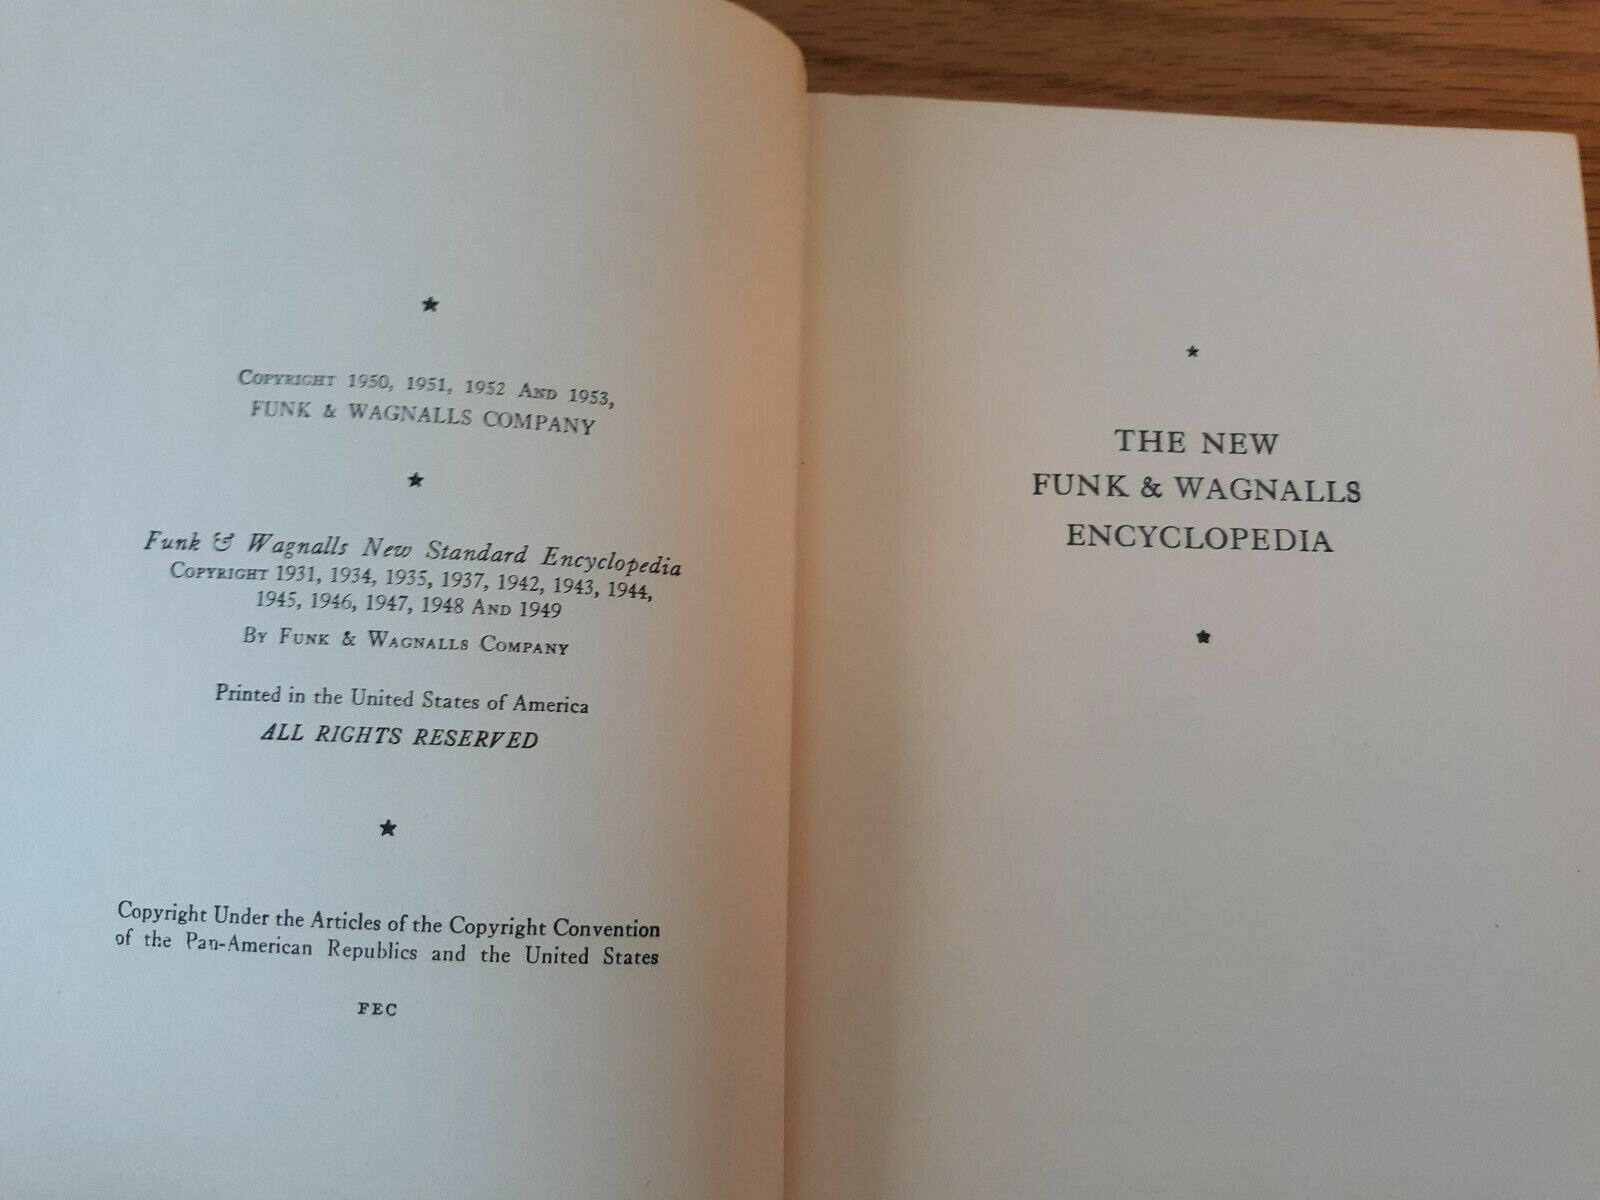 Copyright 1950, 1951, 1952 And 1953,
FUNK & WAGNALLS COMPANY
Funk & Wagnalls New Standard Encyclopedia
Copyright 1931, 1934, 1935, 1937, 1942, 1943, 1944,
1945, 1946, 1947, 1948 And 1949
By Funk & Wagnalls Company
Printed in the United States of America
ALL RIGHTS RESERVED
Copyright Under the Articles of the Copyright Convention
of the Pan-American Republics and the United States
FEC
THE NEW
FUNK & WAGNALLS
ENCYCLOPEDIA